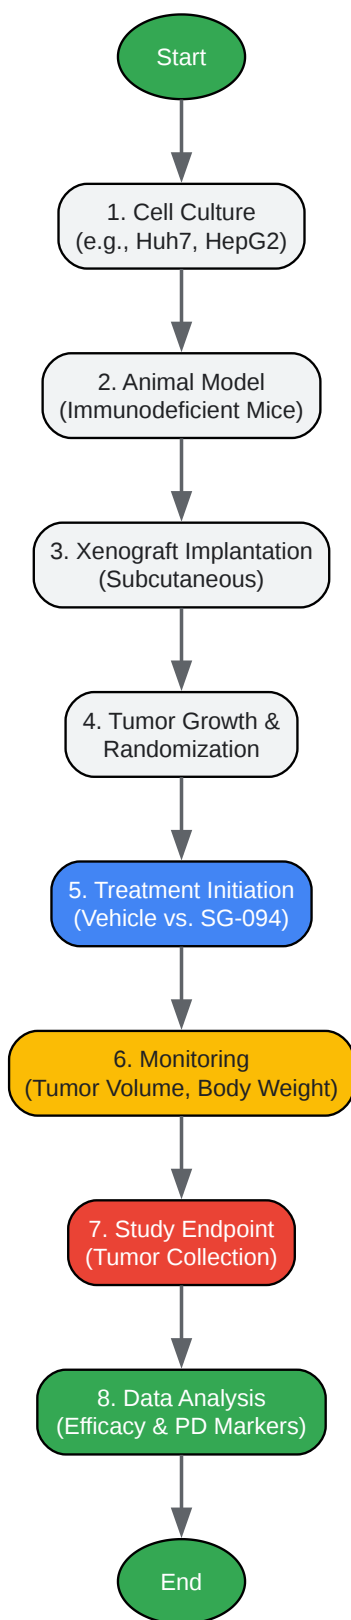 Start
1. Cell Culture
(e.g., Huh7, HepG2)
2. Animal Model
(Immunodeficient Mice)
3. Xenograft Implantation
(Subcutaneous)
4. Tumor Growth &
Randomization
5. Treatment Initiation
(Vehicle vs. SG-094)
6. Monitoring
(Tumor Volume, Body Weight)
7. Study Endpoint
(Tumor Collection)
8. Data Analysis
(Efficacy & PD Markers)
End